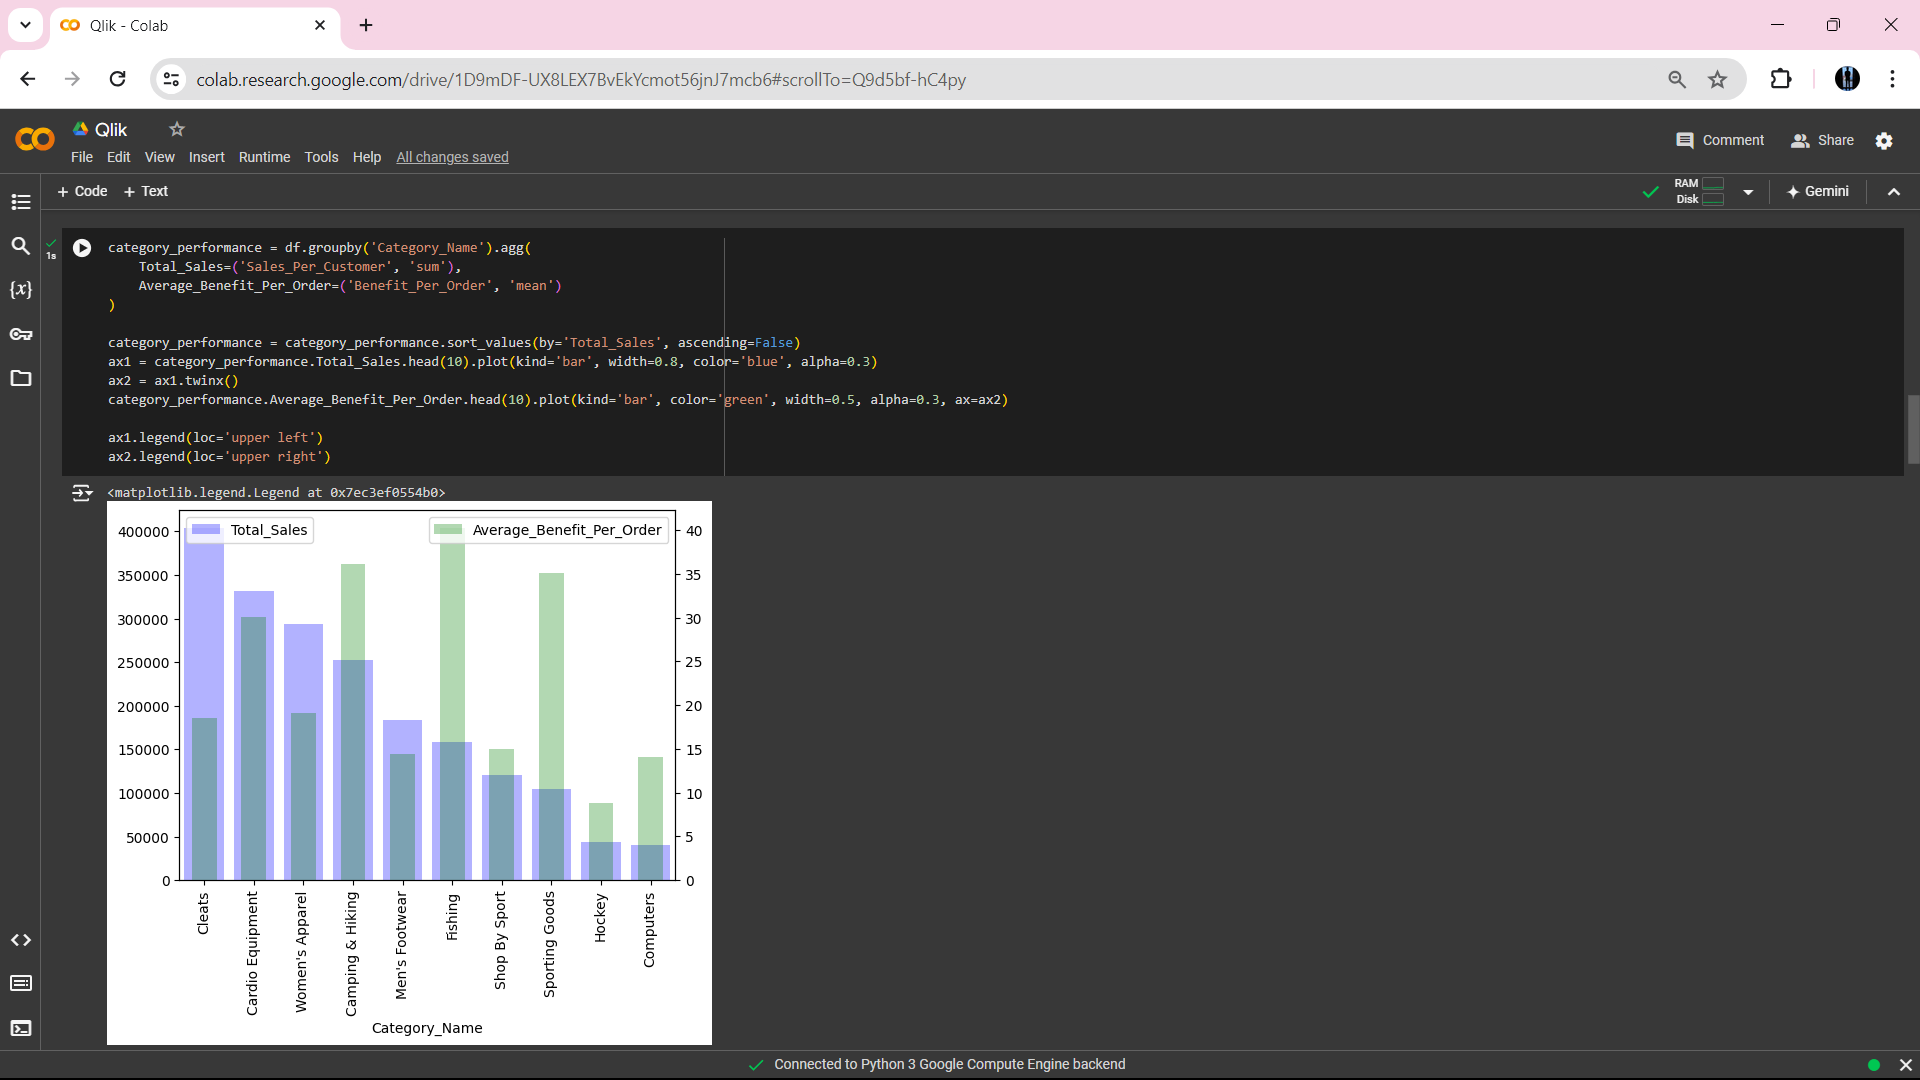 Qlik - Colab
colab.research.google.com/drive/1D9mDF-UX8LEX7BvEkYcmot56jnJ7mcb6#scrollTo=Q9d5bf-hC4py
Qlik
File Edit View Insert Runtime Tools Help All changes saved
Comment Share
+ Code + Text
RAM
Disk
Gemini
1s
category_performance = df.groupby('Category_Name').agg(
    Total_Sales=('Sales_Per_Customer', 'sum'),
    Average_Benefit_Per_Order=('Benefit_Per_Order', 'mean')
)
category_performance = category_performance.sort_values(by='Total_Sales', ascending=False)
ax1 = category_performance.Total_Sales.head(10).plot(kind='bar', width=0.8, color='blue', alpha=0.3)
ax2 = ax1.twinx()
category_performance.Average_Benefit_Per_Order.head(10).plot(kind='bar', color='green', width=0.5, alpha=0.3, ax=ax2)
ax1.legend(loc='upper left')
ax2.legend(loc='upper right')
<matplotlib.legend.Legend at 0x7ec3ef0554b0>
Total_Sales
Average_Benefit_Per_Order
400000
350000
300000
250000
200000
150000
100000
50000
0
40
35
30
25
20
15
10
5
0
Cleats
Cardio Equipment
Women's Apparel
Camping & Hiking
Men's Footwear
Fishing
Shop By Sport
Sporting Goods
Hockey
Computers
Category_Name
{x}
Connected to Python 3 Google Compute Engine backend